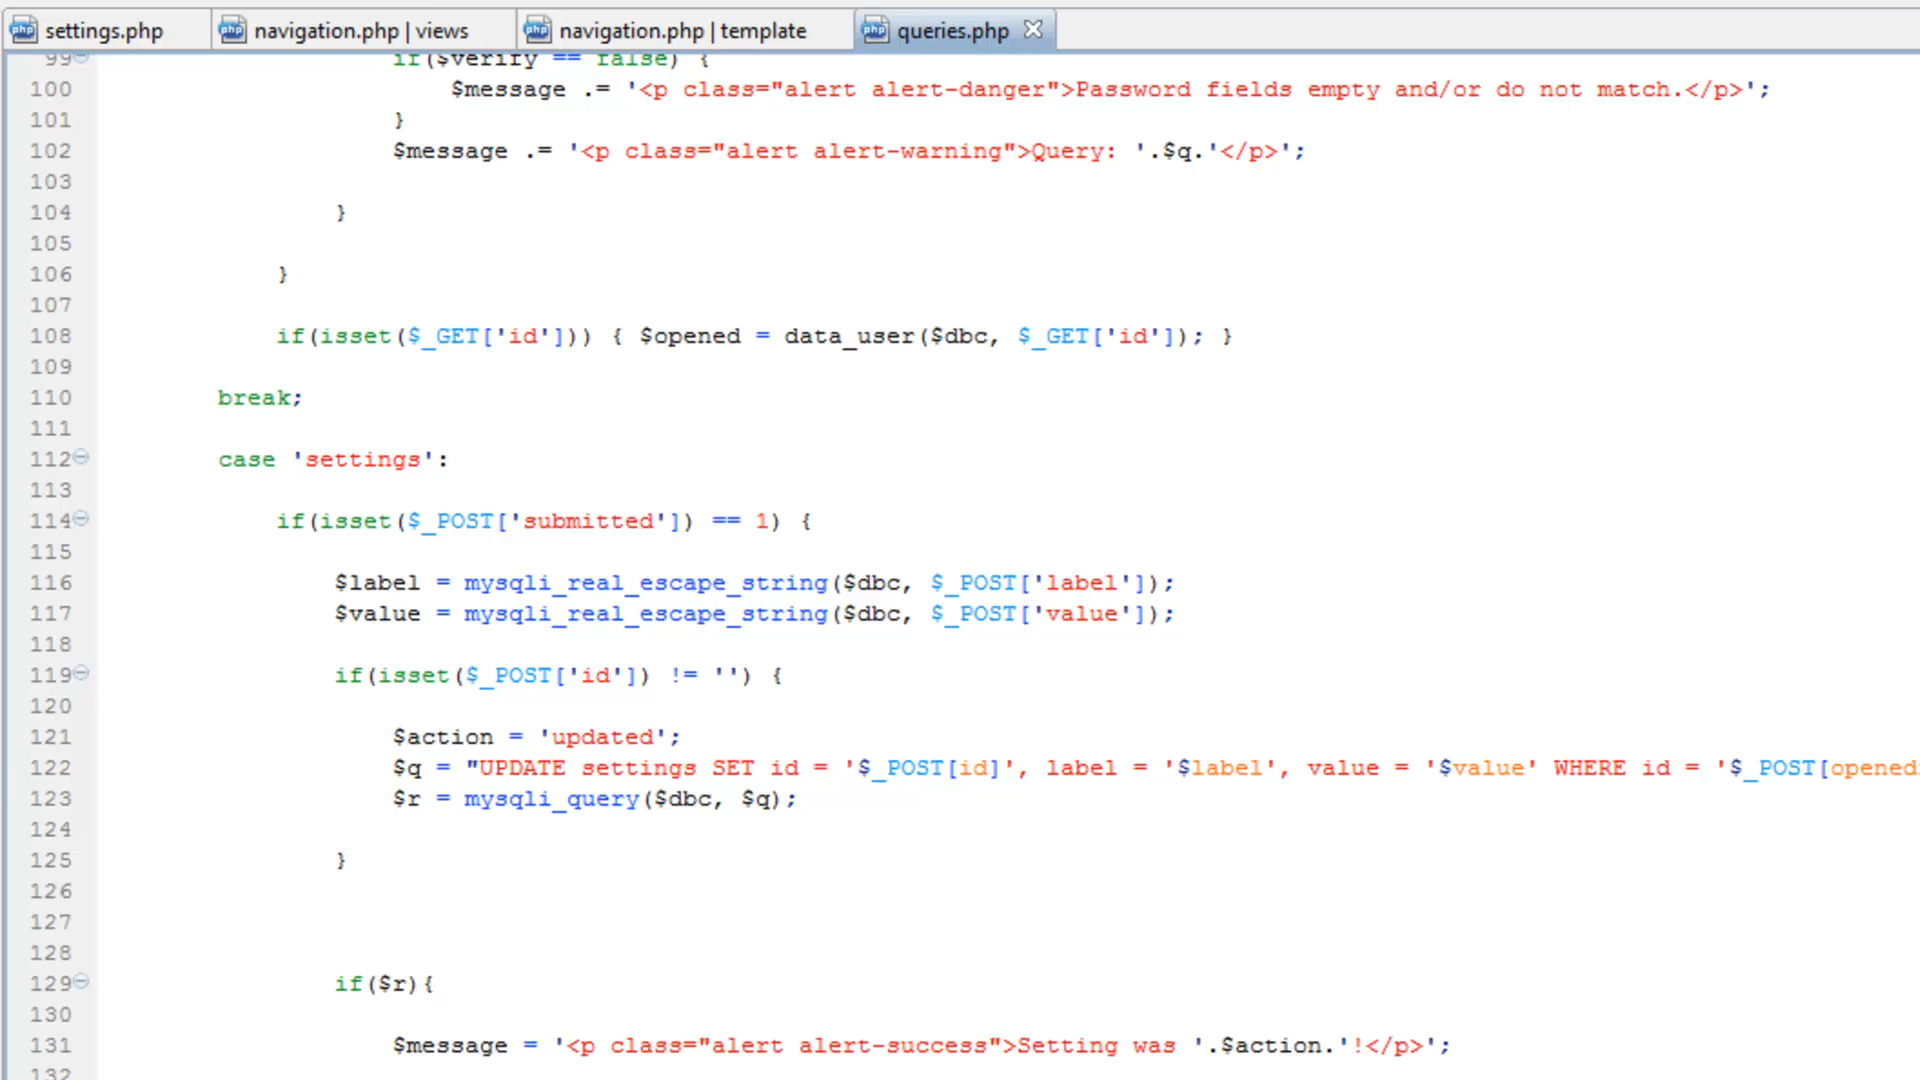 settings.php navigation.php | views navigation.php | template queries.php
99 if($verify == false) {
100 $message .= '<p class="alert alert-danger">Password fields empty and/or do not match.</p>';
101 }
102 $message .= '<p class="alert alert-warning">Query: '.$q.'</p>';
103
104 }
105
106 }
107
108 if(isset($_GET['id'])) { $opened = data_user($dbc, $_GET['id']); }
109
110 break;
111
112 case 'settings':
113
114 if(isset($_POST['submitted']) == 1) {
115
116 $label = mysqli_real_escape_string($dbc, $_POST['label']);
117 $value = mysqli_real_escape_string($dbc, $_POST['value']);
118
119 if(isset($_POST['id']) != '') {
120
121 $action = 'updated';
122 $q = "UPDATE settings SET id = '$_POST[id]', label = '$label', value = '$value' WHERE id = '$_POST[opened
123 $r = mysqli_query($dbc, $q);
124
125 }
126
127
128
129 if($r){
130
131 $message = '<p class="alert alert-success">Setting was '.$action.'!</p>';
132